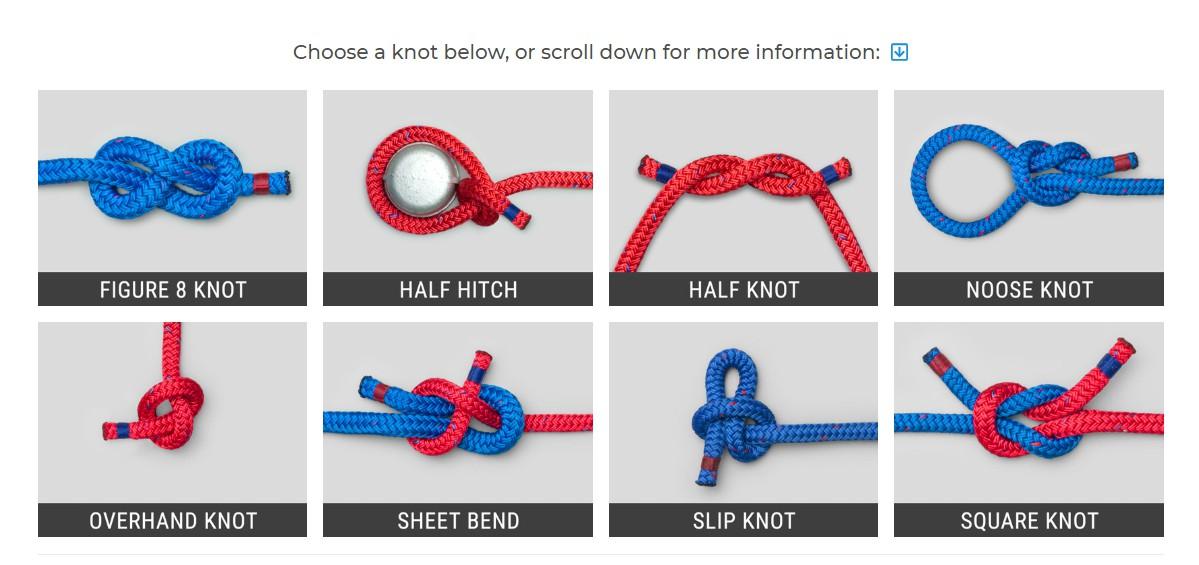 Choose a knot below, or scroll down for more information:
FIGURE 8 KNOT
HALF HITCH
HALF KNOT
NOOSE KNOT
OVERHAND KNOT
SHEET BEND
SLIP KNOT
SQUARE KNOT